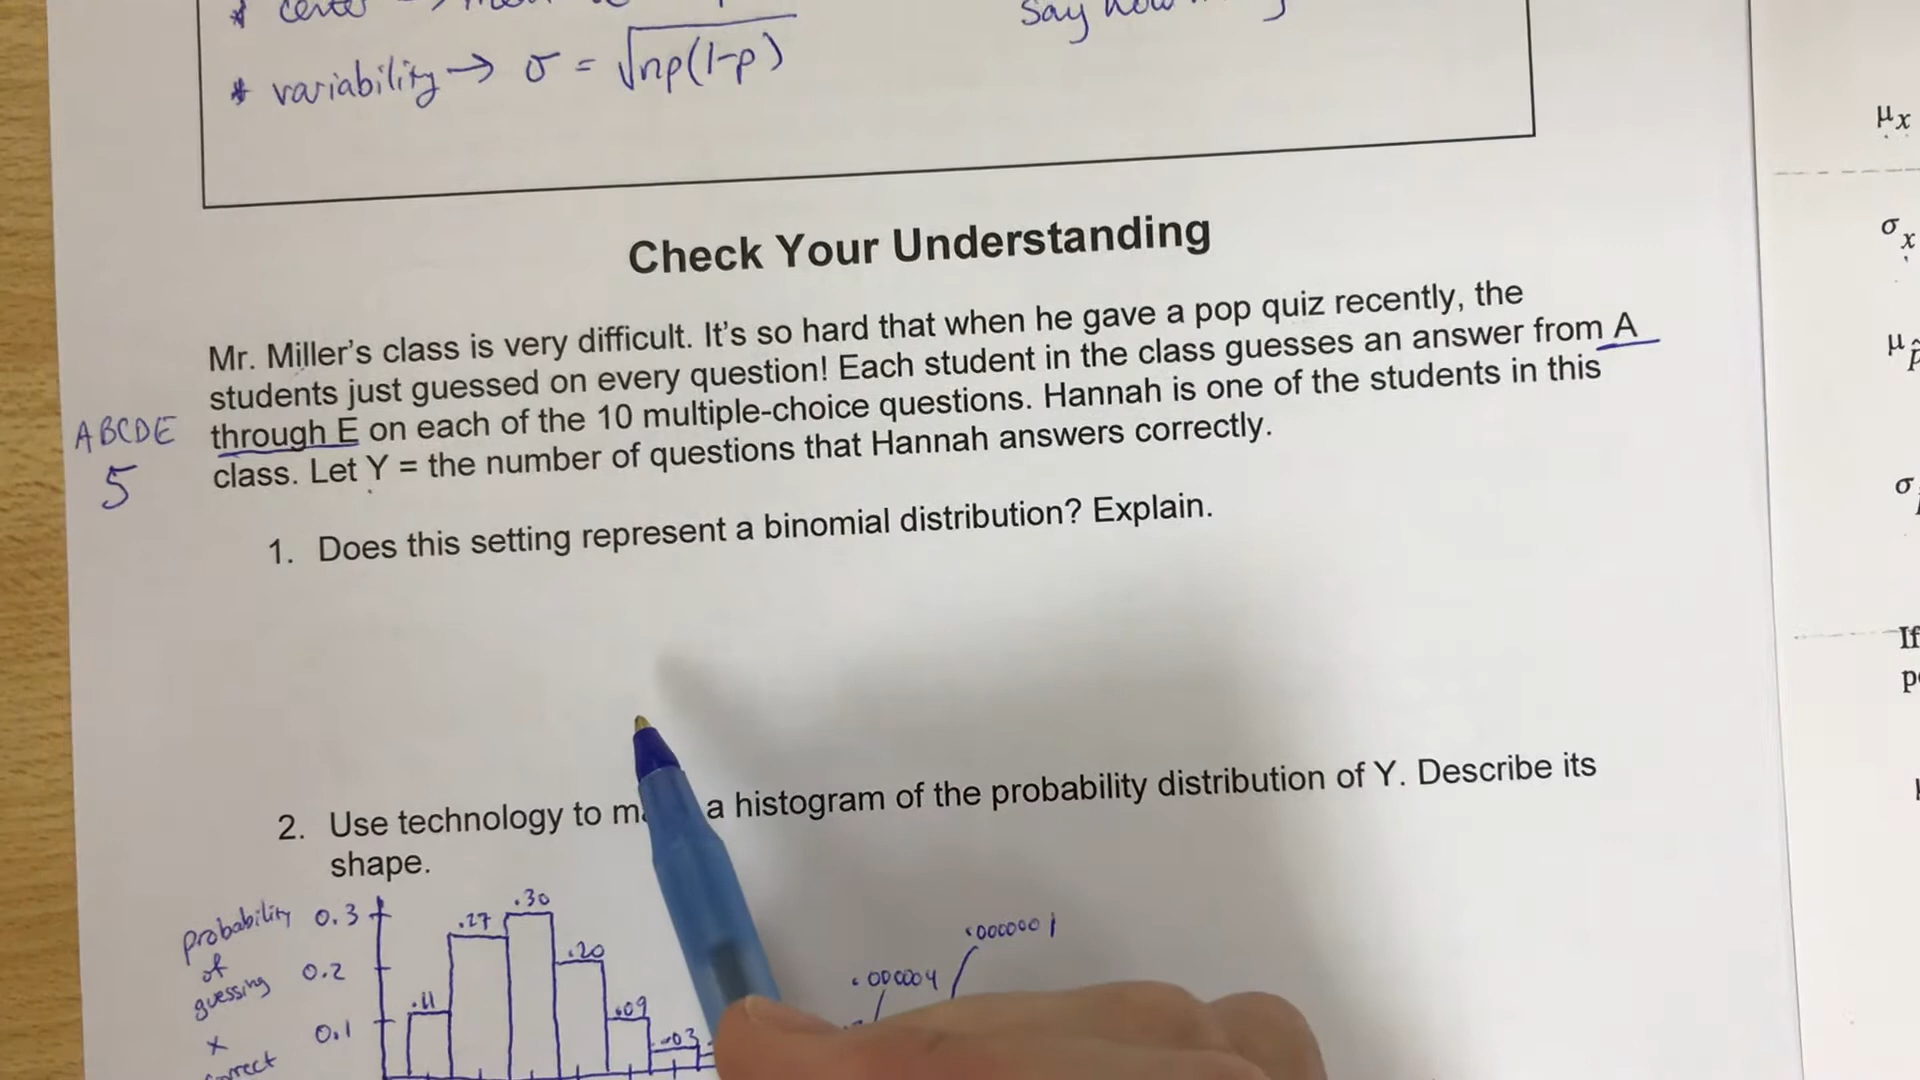 * center →
* variability → σ = √np(1-p)
say how
Check Your Understanding
Mr. Miller's class is very difficult. It's so hard that when he gave a pop quiz recently, the
students just guessed on every question! Each student in the class guesses an answer from A
through E on each of the 10 multiple-choice questions. Hannah is one of the students in this
class. Let Y = the number of questions that Hannah answers correctly.
ABCDE
5
1. Does this setting represent a binomial distribution? Explain.
2. Use technology to a histogram of the probability distribution of Y. Describe its
shape.
probability
of
guessing
x
correct
0.3
0.2
0.1
.11
.27
.30
.20
.09
.03
.000004
.0000001
μx
σx
μp̂
σ
If